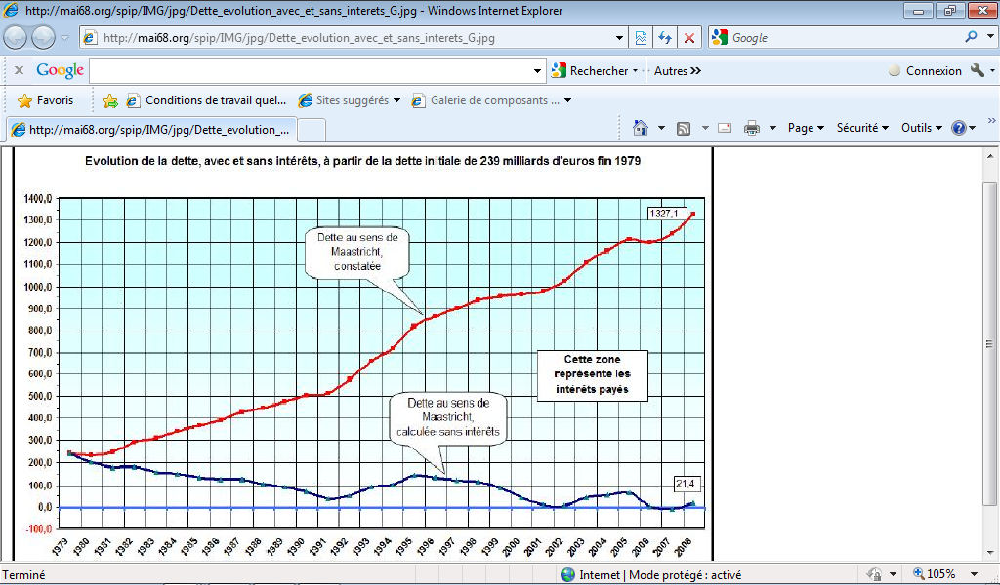 http://mai68.org/spip/IMG/jpg/Dette_evolution_avec_et_sans_interets_G.jpg - Windows Internet Explorer
http://mai68.org/spip/IMG/jpg/Dette_evolution_avec_et_sans_interets_G.jpg
Google
Google
Rechercher
Autres
Connexion
Favoris
Conditions de travail quel...
Sites suggérés
Galerie de composants ...
http://mai68.org/spip/IMG/jpg/Dette_evolution_...
Page
Sécurité
Outils
Evolution de la dette, avec et sans intérêts, à partir de la dette initiale de 239 milliards d'euros fin 1979
1400,0
1300,0
1200,0
1100,0
1000,0
900,0
800,0
700,0
600,0
500,0
400,0
300,0
200,0
100,0
0,0
-100,0
1327,1
Dette au sens de
Maastricht,
constatée
Cette zone
représente les
intérêts payés
Dette au sens de
Maastricht,
calculée sans intérêts
21,4
1979
1980
1981
1982
1983
1984
1985
1986
1987
1988
1989
1990
1991
1992
1993
1994
1995
1996
1997
1998
1999
2000
2001
2002
2003
2004
2005
2006
2007
2008
Terminé
Internet | Mode protégé : activé
105%